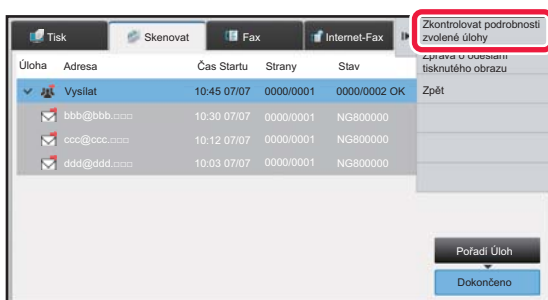 Tisk Skenovat Fax Internet-Fax
Zkontrolovat podrobnosti
zvolené úlohy
Zpráva o odeslání
tisknutého obrazu
Zpět
Úloha Adresa Čas Startu Strany Stav
Vysílat 10:45 07/07 0000/0001 0000/0002 OK
bbb@bbb.□□□ 10:30 07/07 0000/0001 NG800000
ccc@ccc.□□□ 10:12 07/07 0000/0001 NG800000
ddd@ddd.□□□ 10:03 07/07 0000/0001 NG800000
Pořadí Úloh
Dokončeno